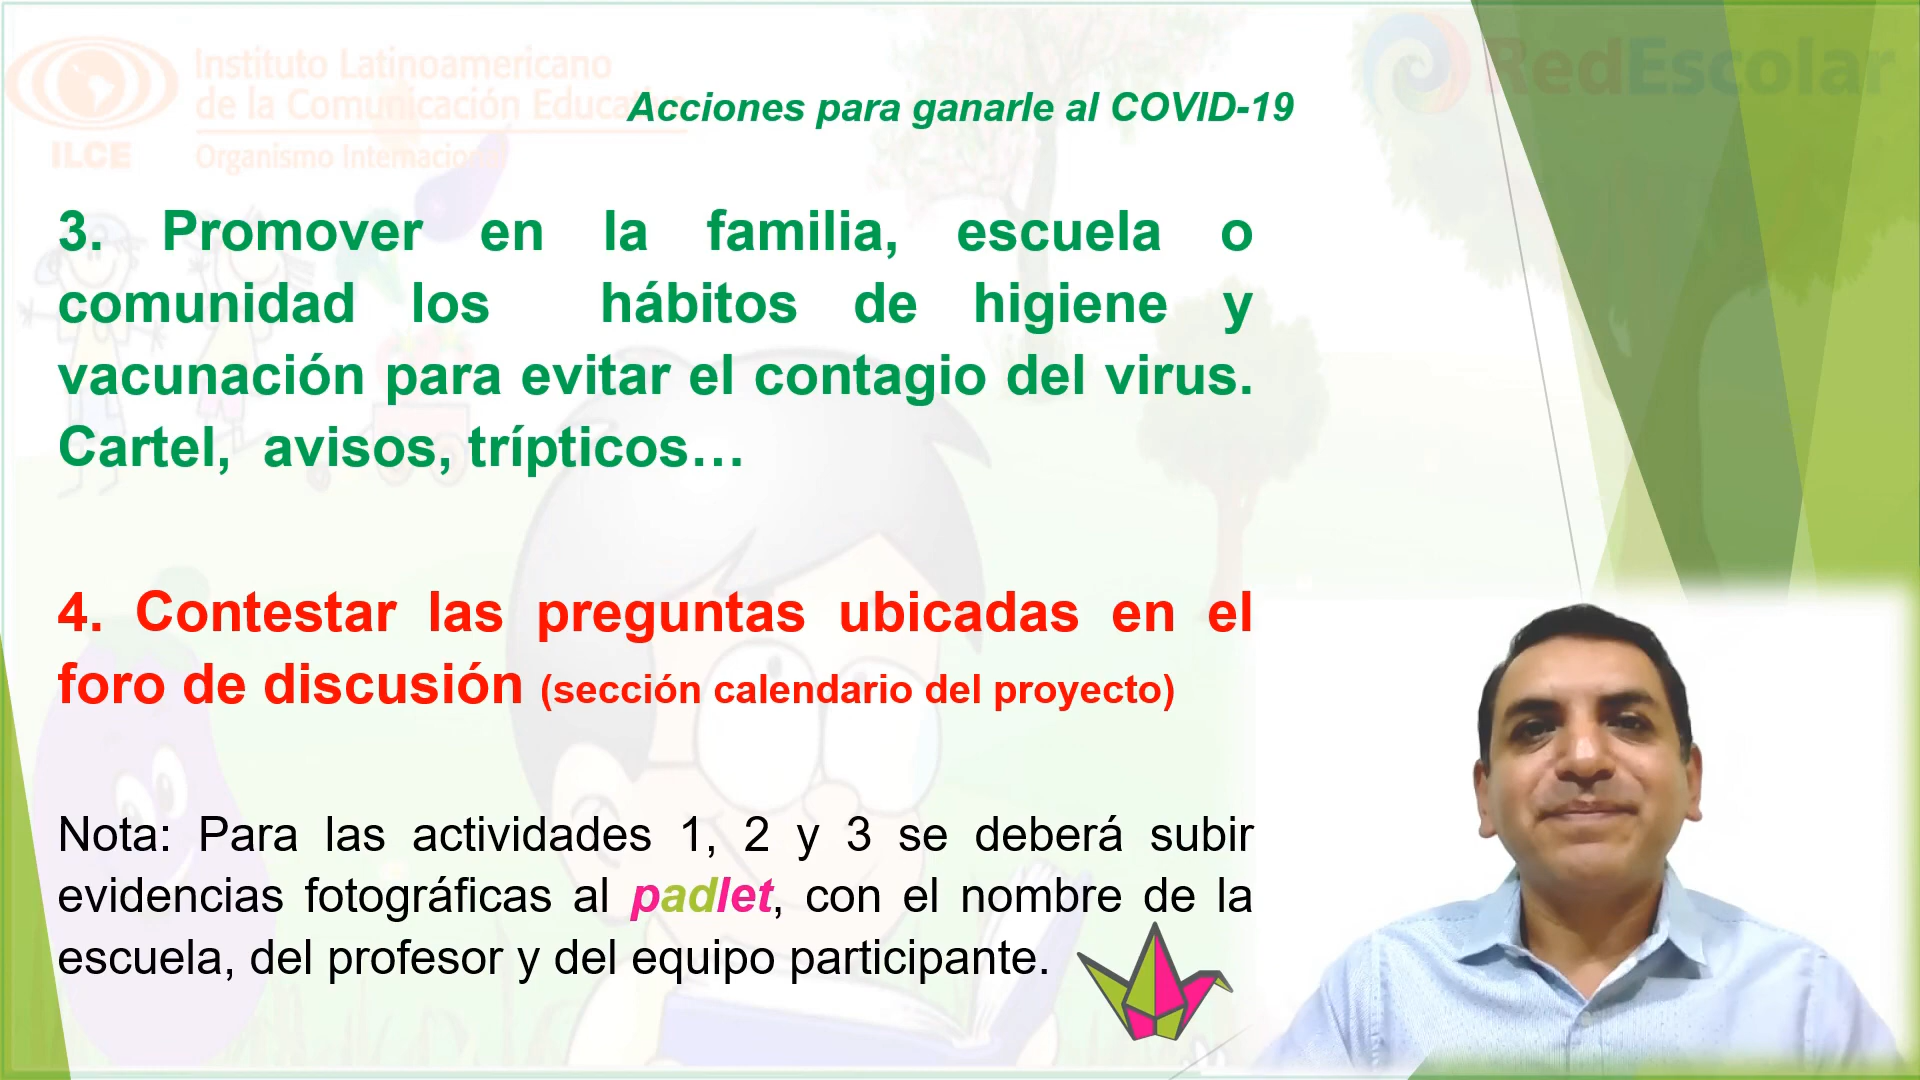 Instituto Latinoamericano
de la Comunicación Educa
Organismo Internacional
ILCE
RedEscolar
Acciones para ganarle al COVID-19
3. Promover en la familia, escuela o
comunidad los hábitos de higiene y
vacunación para evitar el contagio del virus.
Cartel, avisos, trípticos…
4. Contestar las preguntas ubicadas en el
foro de discusión (sección calendario del proyecto)
Nota: Para las actividades 1, 2 y 3 se deberá subir
evidencias fotográficas al padlet, con el nombre de la
escuela, del profesor y del equipo participante.